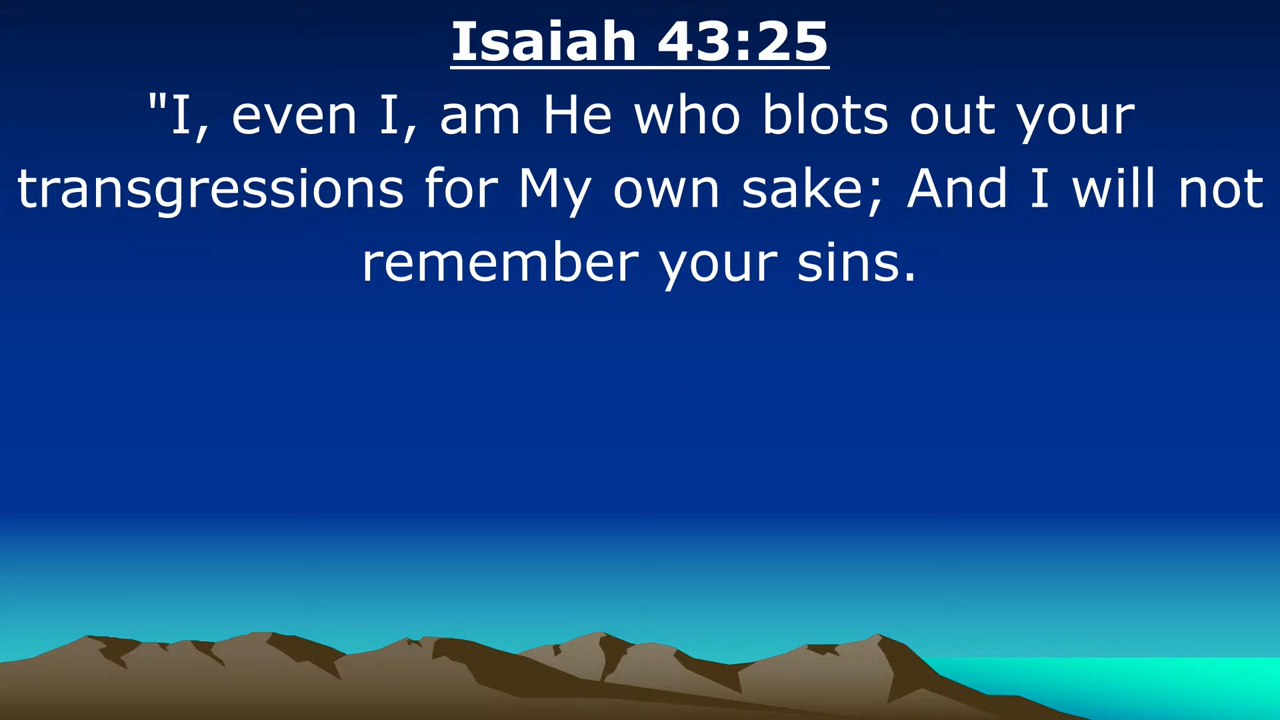 Isaiah 43:25
"I, even I, am He who blots out your
transgressions for My own sake; And I will not
remember your sins.